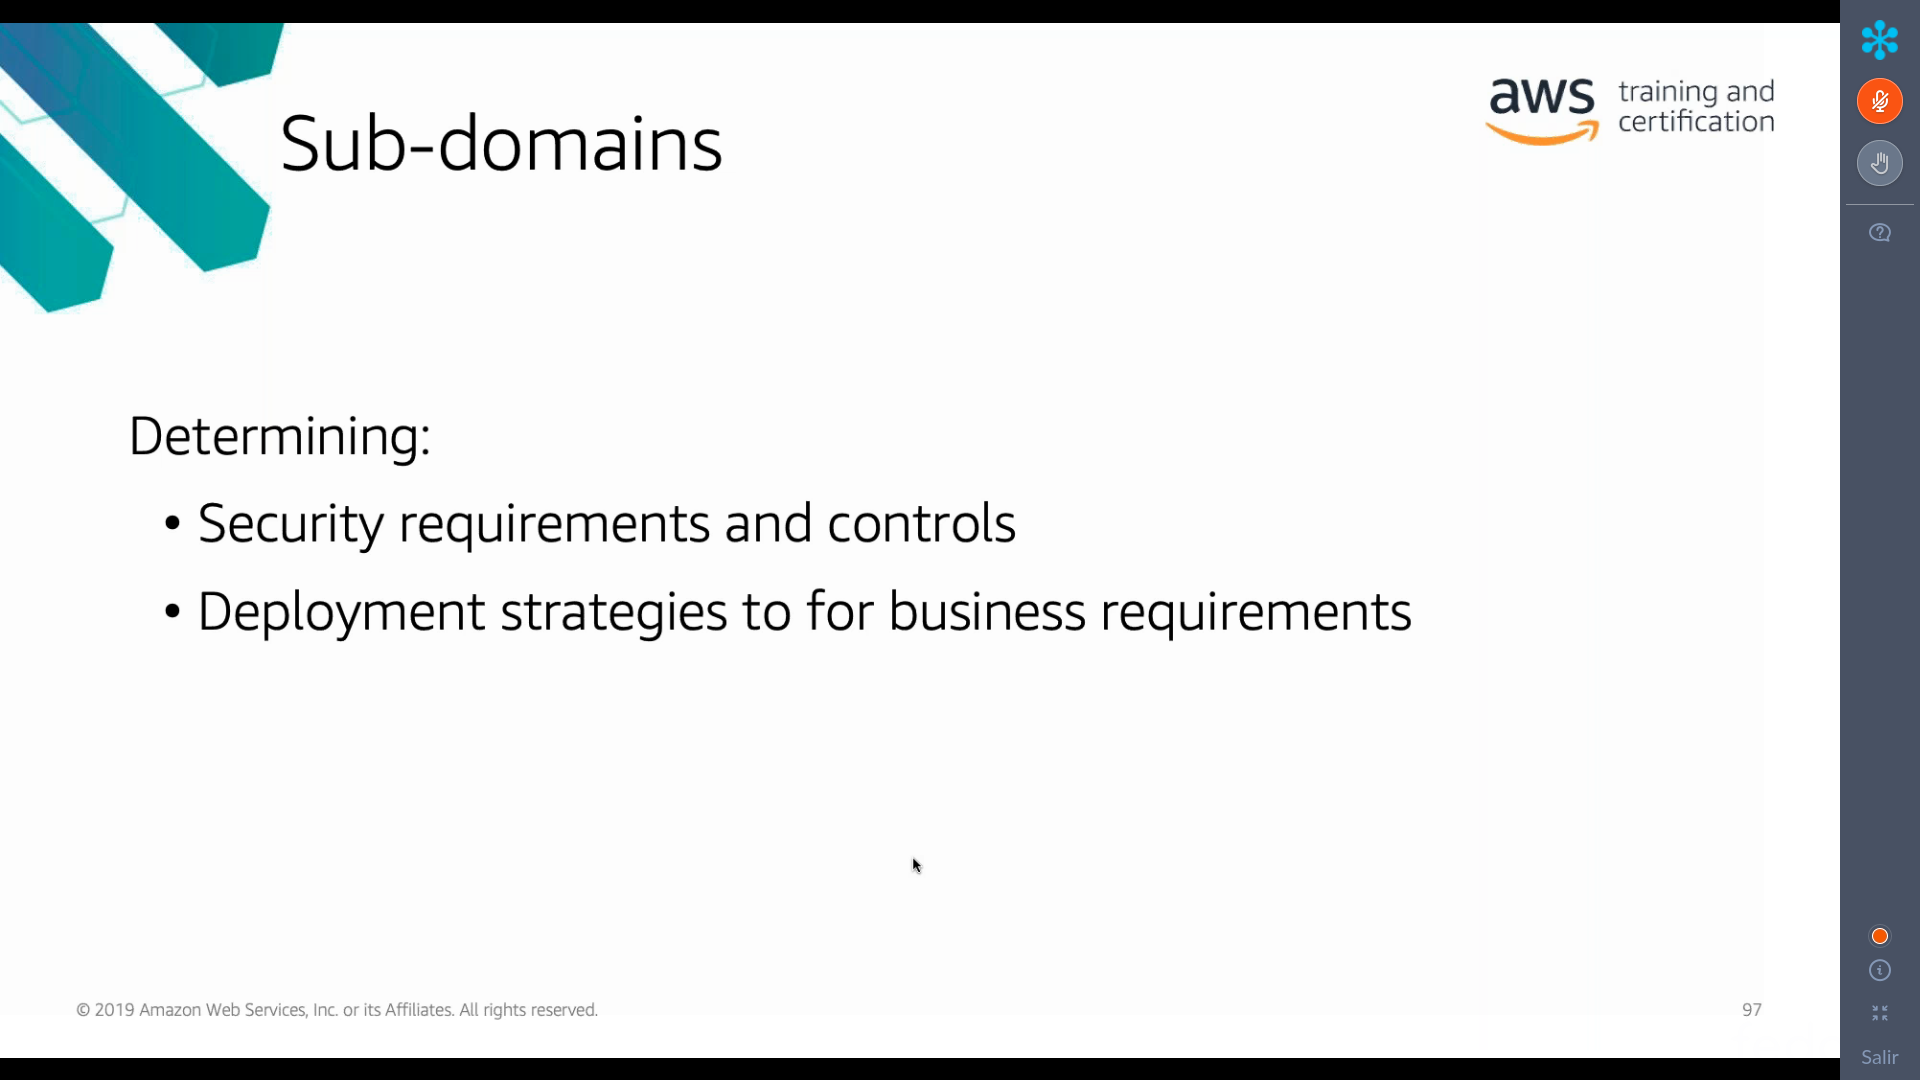 Sub-domains
aws training and
certification
Determining:
• Security requirements and controls
• Deployment strategies to for business requirements
© 2019 Amazon Web Services, Inc. or its Affiliates. All rights reserved.
97
Salir